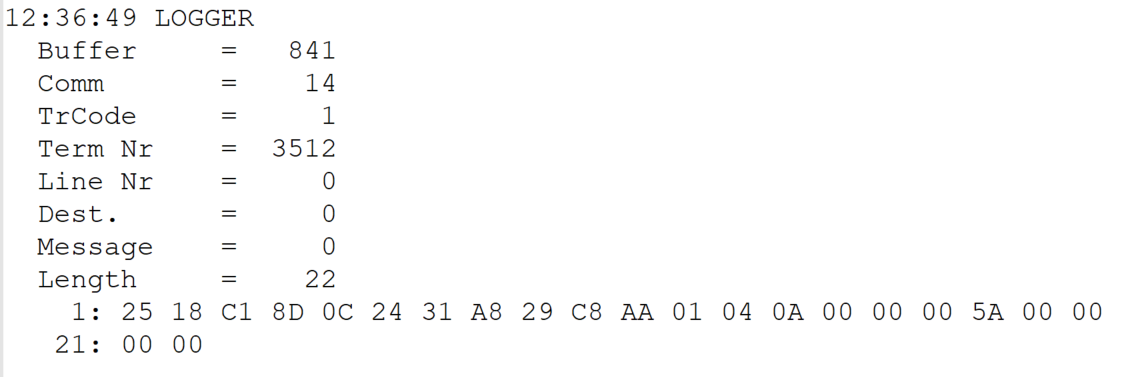 12:36:49 LOGGER
Buffer = 841
Comm = 14
TrCode = 1
Term Nr = 3512
Line Nr = 0
Dest. = 0
Message = 0
Length = 22
1: 25 18 C1 8D 0C 24 31 A8 29 C8 AA 01 04 0A 00 00 00 5A 00 00
21: 00 00